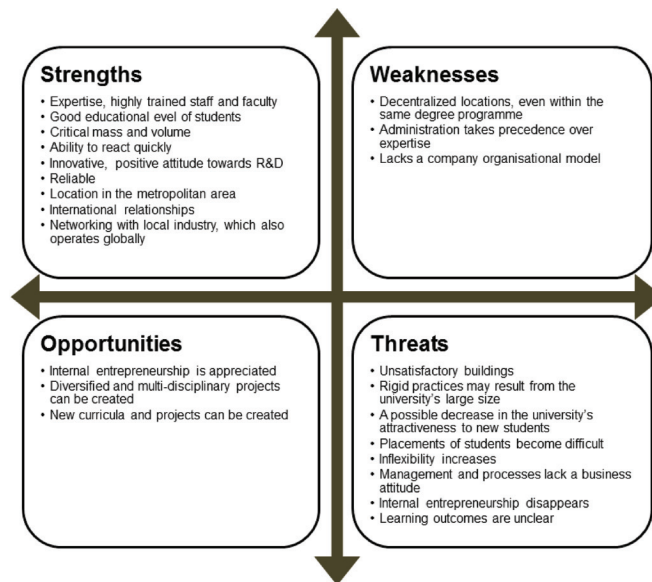 Strengths
• Expertise, highly trained staff and faculty
• Good educational evel of students
• Critical mass and volume
• Ability to react quickly
• Innovative, positive attitude towards R&D
• Reliable
• Location in the metropolitan area
• International relationships
• Networking with local industry, which also
operates globally
Weaknesses
• Decentralized locations, even within the
same degree programme
• Administration takes precedence over
expertise
• Lacks a company organisational model
Opportunities
• Internal entrepreneurship is appreciated
• Diversified and multi-disciplinary projects
can be created
• New curricula and projects can be created
Threats
• Unsatisfactory buildings
• Rigid practices may result from the
university's large size
• A possible decrease in the university's
attractiveness to new students
• Placements of students become difficult
• Inflexibility increases
• Management and processes lack a business
attitude
• Internal entrepreneurship disappears
• Learning outcomes are unclear